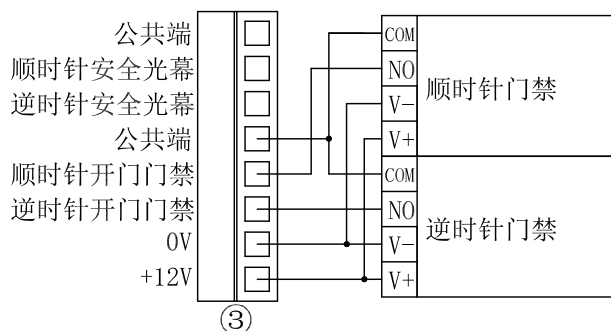 公共端
顺时针安全光幕
逆时针安全光幕
公共端
顺时针开门门禁
逆时针开门门禁
0V
+12V
③
COM
NO
V-
V+
顺时针门禁
COM
NO
V-
V+
逆时针门禁